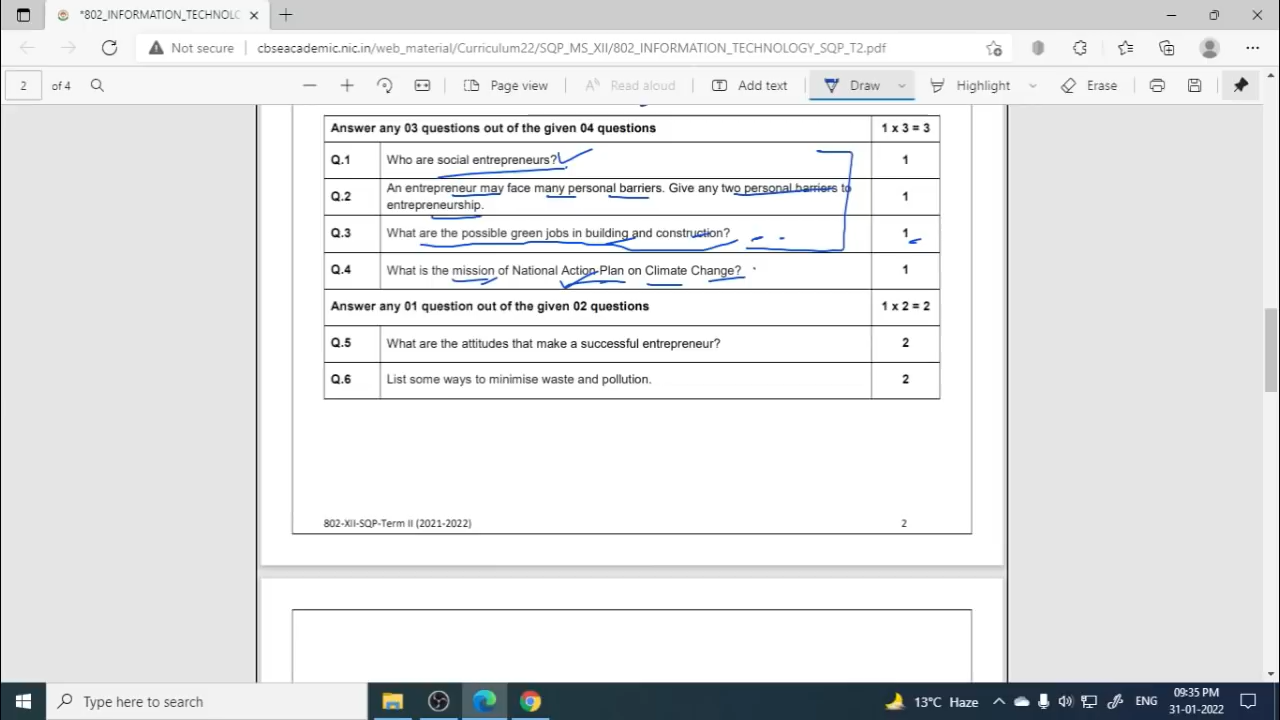 *802_INFORMATION_TECHNOLC
Not secure
cbseacademic.nic.in/web_material/Curriculum22/SQP_MS_XII/802_INFORMATION_TECHNOLOGY_SQP_T2.pdf
2 of 4
Page view
Read aloud
Add text
Draw
Highlight
Erase
Answer any 03 questions out of the given 04 questions 1 x 3 = 3
Q.1 Who are social entrepreneurs? 1
An entrepreneur may face many personal barriers. Give any two personal barriers to
Q.2 1
entrepreneurship.
Q.3 What are the possible green jobs in building and construction? 1
Q.4 What is the mission of National Action Plan on Climate Change? 1
Answer any 01 question out of the given 02 questions 1 x 2 = 2
Q.5 What are the attitudes that make a successful entrepreneur? 2
Q.6 List some ways to minimise waste and pollution. 2
802-XII-SQP-Term II (2021-2022) 2
Type here to search
13°C Haze
ENG
09:35 PM
31-01-2022